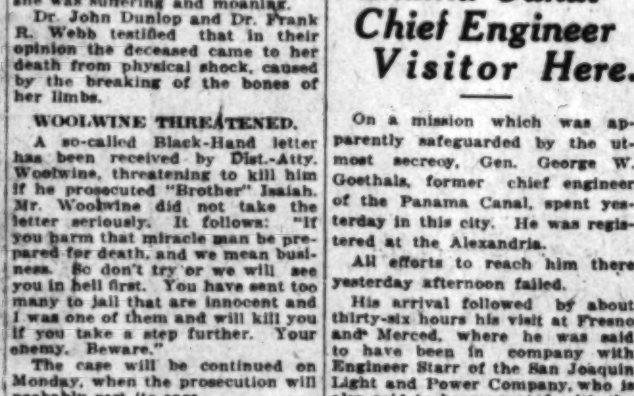 she was suffering and moaning.
Dr. John Dunlop and Dr. Frank
R. Webb testified that in their
opinion the deceased came to her
death from physical shock, caused
by the breaking of the bones of
her limbs.
WOOLWINE THREATENED.
A so-called Black-Hand letter
has been received by Dist.-Atty.
Woolwine, threatening to kill him
if he prosecuted "Brother" Isaiah.
Mr. Woolwine did not take the
letter seriously. It follows: "If
you harm that miracle man be pre-
pared for death, and we mean busi-
ness. So don't try or we will see
you in hell first. You have sent too
many to jail that are innocent and
I was one of them and will kill you
if you take a step further. Your
enemy. Beware."
The case will be continued on
Monday, when the prosecution will
Chief Engineer
Visitor Here.
On a mission which was ap-
parently safeguarded by the ut-
most secrecy, Gen. George W.
Goethals, former chief engineer
of the Panama Canal, spent yes-
terday in this city. He was regis-
tered at the Alexandria.
All efforts to reach him there
yesterday afternoon failed.
His arrival followed by about
thirty-six hours his visit at Fresno
and Merced, where he was said
to have been in company with
Engineer Starr of the San Joaquin
Light and Power Company, who is